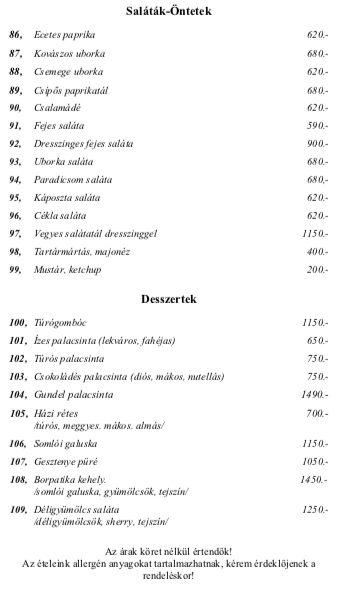 Saláták-Öntetek
86, Ecetes paprika 620.-
87, Kovászos uborka 680.-
88, Csemege uborka 620.-
89, Csípős paprikatál 680.-
90, Csalamádé 620.-
91, Fejes saláta 590.-
92, Dresszinges fejes saláta 900.-
93, Uborka saláta 680.-
94, Paradicsom saláta 680.-
95, Káposzta saláta 620.-
96, Cékla saláta 620.-
97, Vegyes salátatál dresszinggel 1150.-
98, Tartármártás, majonéz 400.-
99, Mustár, ketchup 200.-
Desszertek
100, Túrógombóc 1150.-
101, Ízes palacsinta (lekváros, fahéjas) 650.-
102, Túrós palacsinta 750.-
103, Csokoládés palacsinta (diós, mákos, nutellás) 750.-
104, Gundel palacsinta 1490.-
105, Házi rétes 700.-
/túrós, meggyes. mákos. almás/
106, Somlói galuska 1150.-
107, Gesztenye püré 1050.-
108, Borpatika kehely. 1450.-
/somlói galuska, gyümölcsök, tejszín/
109, Déligyümölcs saláta 1250.-
/déligyümölcsök, sherry, tejszín/
Az árak köret nélkül értendők!
Az ételeink allergén anyagokat tartalmazhatnak, kérem érdeklőjenek a
rendeléskor!